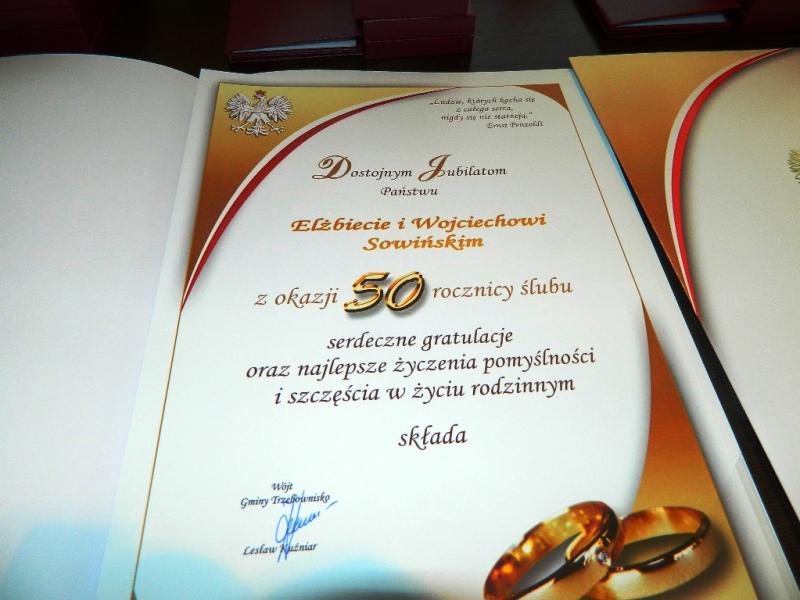 „Ludzie, których kocha się
z całego serca,
nigdy się nie starzeją."
Ernst Penzoldt
Dostojnym Jubilatom
Państwu
Elżbiecie i Wojciechowi
Sowińskim
z okazji 50 rocznicy ślubu
serdeczne gratulacje
oraz najlepsze życzenia pomyślności
i szczęścia w życiu rodzinnym
składa
Wójt
Gminy Trzebownisko
Lesław Kuźniar